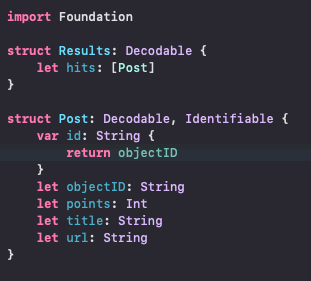 import Foundation
struct Results: Decodable {
    let hits: [Post]
}
struct Post: Decodable, Identifiable {
    var id: String {
        return objectID
    }
    let objectID: String
    let points: Int
    let title: String
    let url: String
}